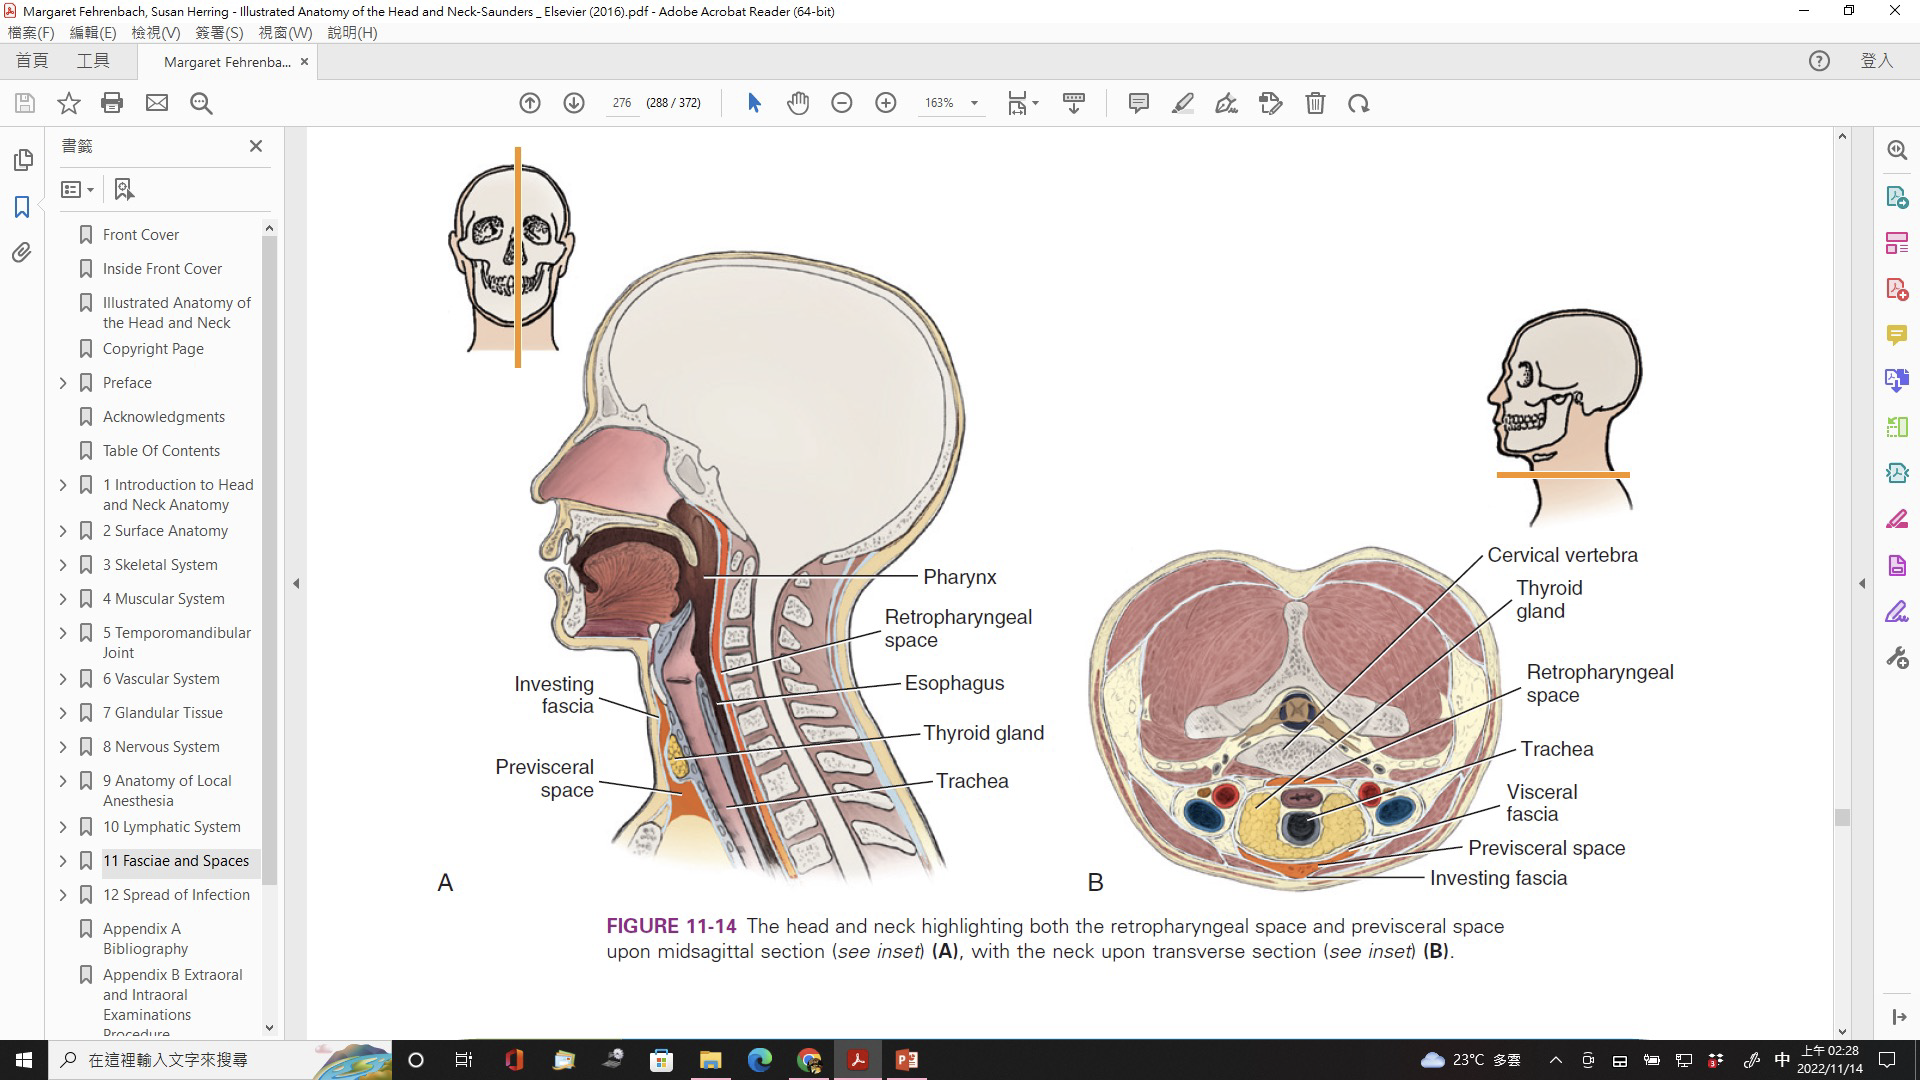 Margaret Fehrenbach, Susan Herring - Illustrated Anatomy of the Head and Neck-Saunders _ Elsevier (2016).pdf - Adobe Acrobat Reader (64-bit)
檔案(F) 編輯(E) 檢視(V) 簽署(S) 視窗(W) 說明(H)
首頁 工具 Margaret Fehrenba... 登入
276 (288 / 372) 163%
書籤
Front Cover
Inside Front Cover
Illustrated Anatomy of
the Head and Neck
Copyright Page
Preface
Acknowledgments
Table Of Contents
1 Introduction to Head
and Neck Anatomy
2 Surface Anatomy
3 Skeletal System
4 Muscular System
5 Temporomandibular
Joint
6 Vascular System
7 Glandular Tissue
8 Nervous System
9 Anatomy of Local
Anesthesia
10 Lymphatic System
11 Fasciae and Spaces
12 Spread of Infection
Appendix A
Bibliography
Appendix B Extraoral
and Intraoral
Examinations
Procedure
Pharynx
Retropharyngeal
space
Esophagus
Thyroid gland
Trachea
Investing
fascia
Previsceral
space
A
Cervical vertebra
Thyroid
gland
Retropharyngeal
space
Trachea
Visceral
fascia
Previsceral space
Investing fascia
B
FIGURE 11-14 The head and neck highlighting both the retropharyngeal space and previsceral space
upon midsagittal section (see inset) (A), with the neck upon transverse section (see inset) (B).
在這裡輸入文字來搜尋
23°C 多雲
中
上午 02:28
2022/11/14